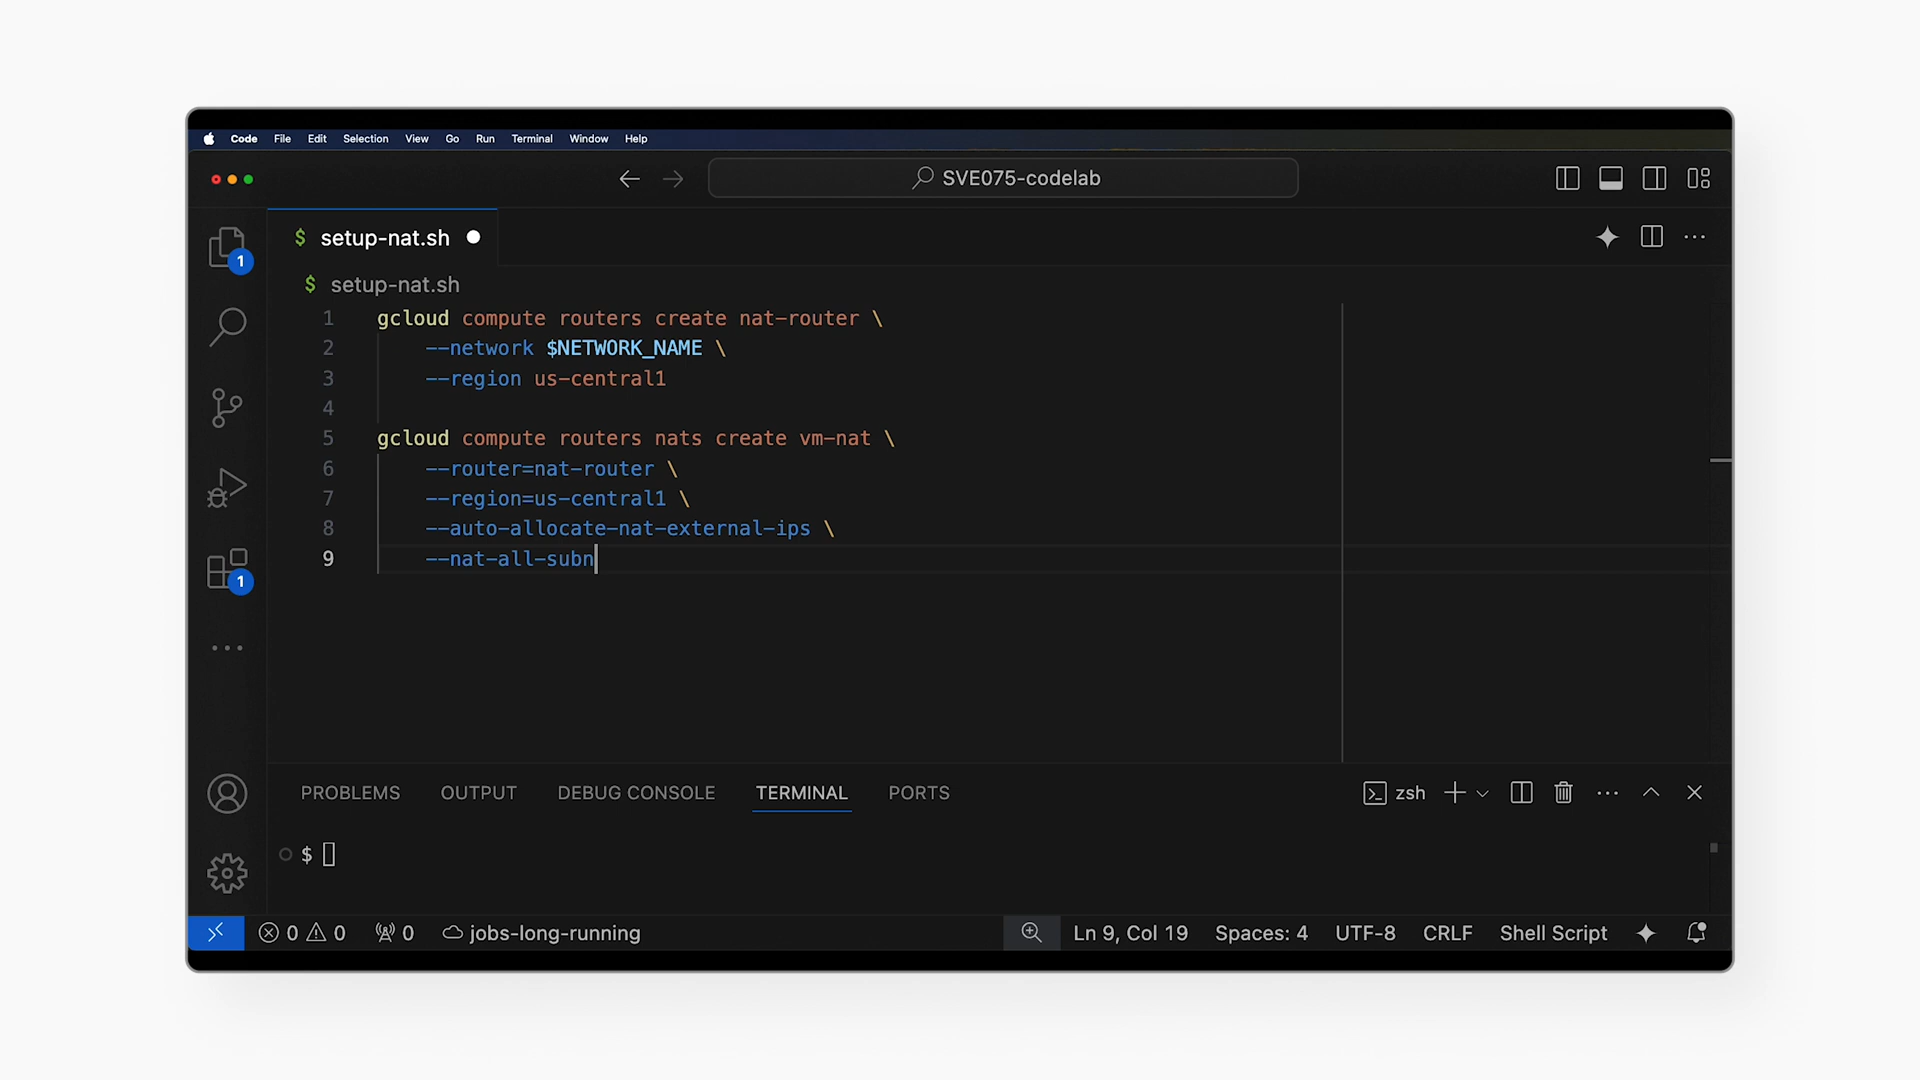 Code File Edit Selection View Go Run Terminal Window Help
SVE075-codelab
$ setup-nat.sh
1
$ setup-nat.sh
1 gcloud compute routers create nat-router \
2 --network $NETWORK_NAME \
3 --region us-central1
4
5 gcloud compute routers nats create vm-nat \
6 --router=nat-router \
7 --region=us-central1 \
8 --auto-allocate-nat-external-ips \
9 --nat-all-subn
1
PROBLEMS OUTPUT DEBUG CONSOLE TERMINAL PORTS zsh
$
0 0 0 jobs-long-running Ln 9, Col 19 Spaces: 4 UTF-8 CRLF Shell Script